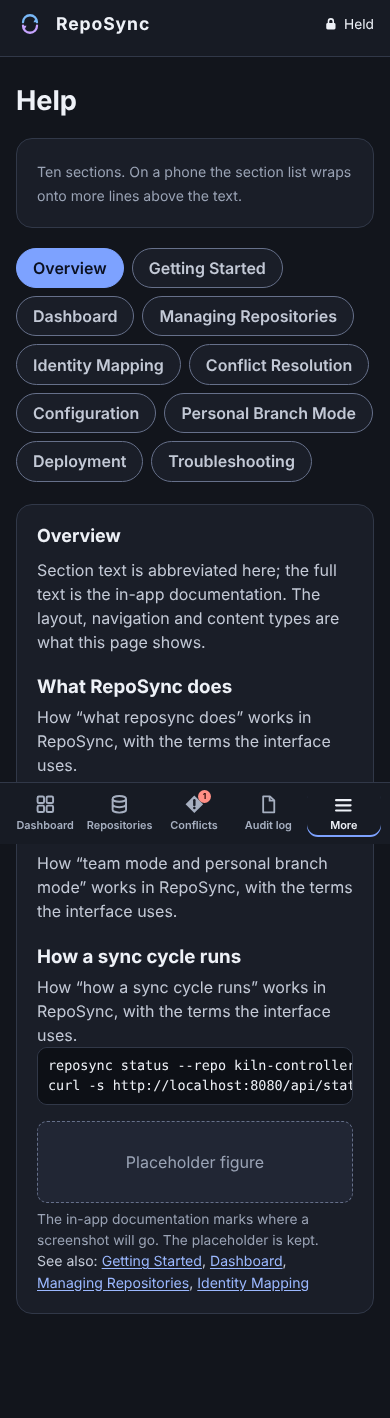 RepoSync
Held
Help
Ten sections. On a phone the section list wraps
onto more lines above the text.
Overview
Getting Started
Dashboard
Managing Repositories
Identity Mapping
Conflict Resolution
Configuration
Personal Branch Mode
Deployment
Troubleshooting
Overview
Section text is abbreviated here; the full
text is the in-app documentation. The
layout, navigation and content types are
what this page shows.
What RepoSync does
How “what reposync does” works in
RepoSync, with the terms the interface
uses.
Dashboard
Repositories
1
Conflicts
Audit log
More
How “team mode and personal branch
mode” works in RepoSync, with the terms
the interface uses.
How a sync cycle runs
How “how a sync cycle runs” works in
RepoSync, with the terms the interface
uses.
reposync status --repo kiln-controller
curl -s http://localhost:8080/api/stat
Placeholder figure
The in-app documentation marks where a
screenshot will go. The placeholder is kept.
See also: Getting Started, Dashboard,
Managing Repositories, Identity Mapping